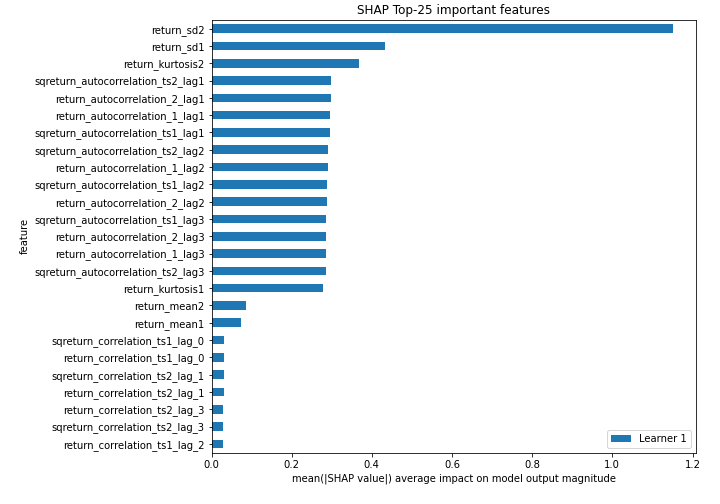 SHAP Top-25 important features
return_sd2
return_sd1
return_kurtosis2
sqreturn_autocorrelation_ts2_lag1
return_autocorrelation_2_lag1
return_autocorrelation_1_lag1
sqreturn_autocorrelation_ts1_lag1
sqreturn_autocorrelation_ts2_lag2
return_autocorrelation_1_lag2
sqreturn_autocorrelation_ts1_lag2
return_autocorrelation_2_lag2
sqreturn_autocorrelation_ts1_lag3
return_autocorrelation_2_lag3
return_autocorrelation_1_lag3
sqreturn_autocorrelation_ts2_lag3
return_kurtosis1
return_mean2
return_mean1
sqreturn_correlation_ts1_lag_0
return_correlation_ts1_lag_0
sqreturn_correlation_ts2_lag_1
return_correlation_ts2_lag_1
return_correlation_ts2_lag_3
sqreturn_correlation_ts2_lag_3
return_correlation_ts1_lag_2
feature
Learner 1
0.0 0.2 0.4 0.6 0.8 1.0 1.2
mean(|SHAP value|) average impact on model output magnitude